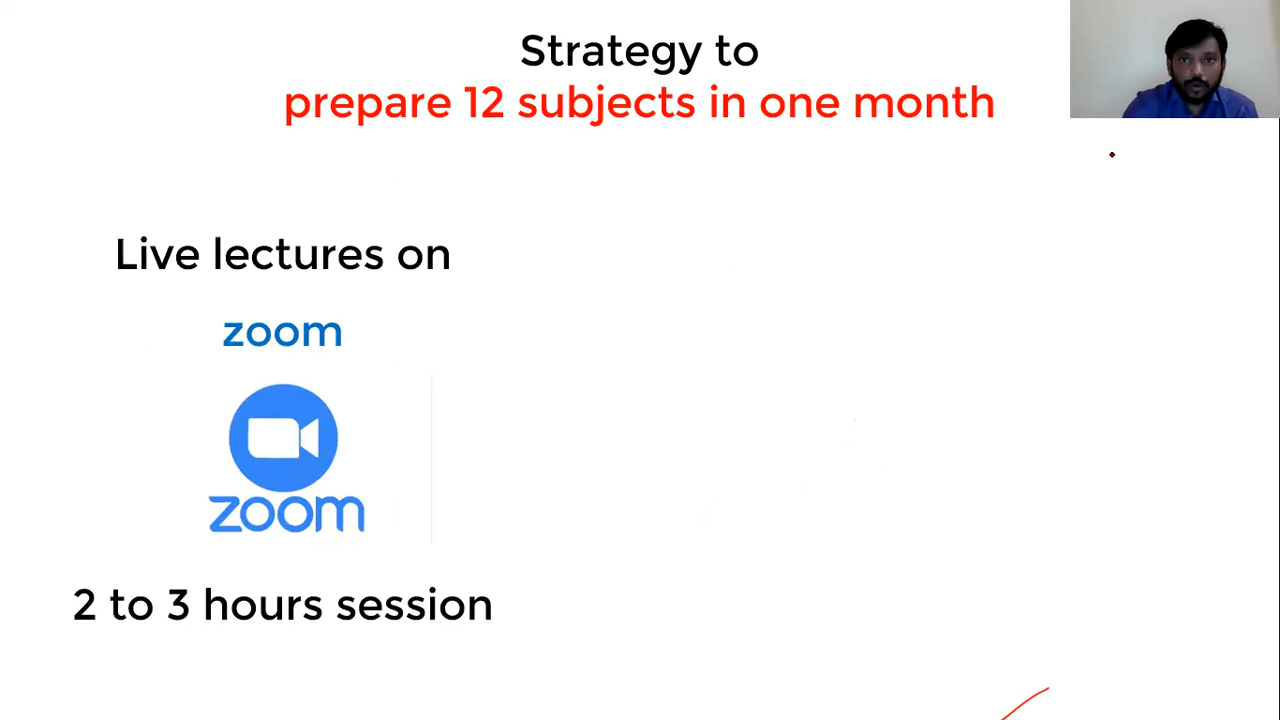 Strategy to
prepare 12 subjects in one month
Live lectures on
zoom
zoom
2 to 3 hours session